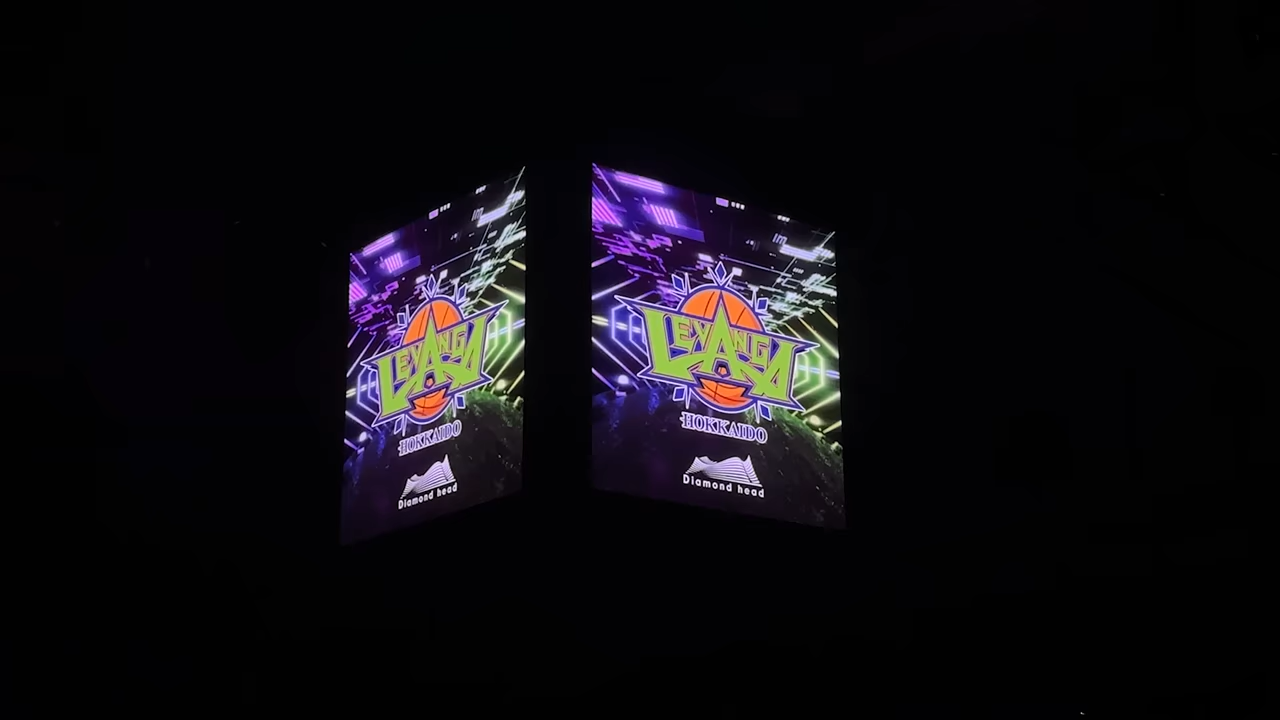 LEVANGA
HOKKAIDO
Diamond head
LEVANGA
HOKKAIDO
Diamond head